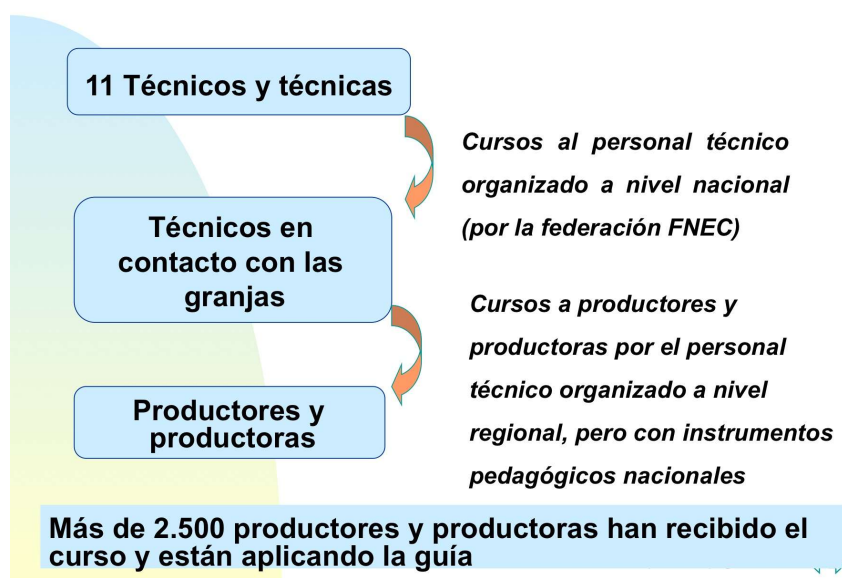 11 Técnicos y técnicas
Cursos al personal técnico
organizado a nivel nacional
(por la federación FNEC)
Técnicos en
contacto con las
granjas
Cursos a productores y
productoras por el personal
técnico organizado a nivel
regional, pero con instrumentos
pedagógicos nacionales
Productores y
productoras
Más de 2.500 productores y productoras han recibido el
curso y están aplicando la guía